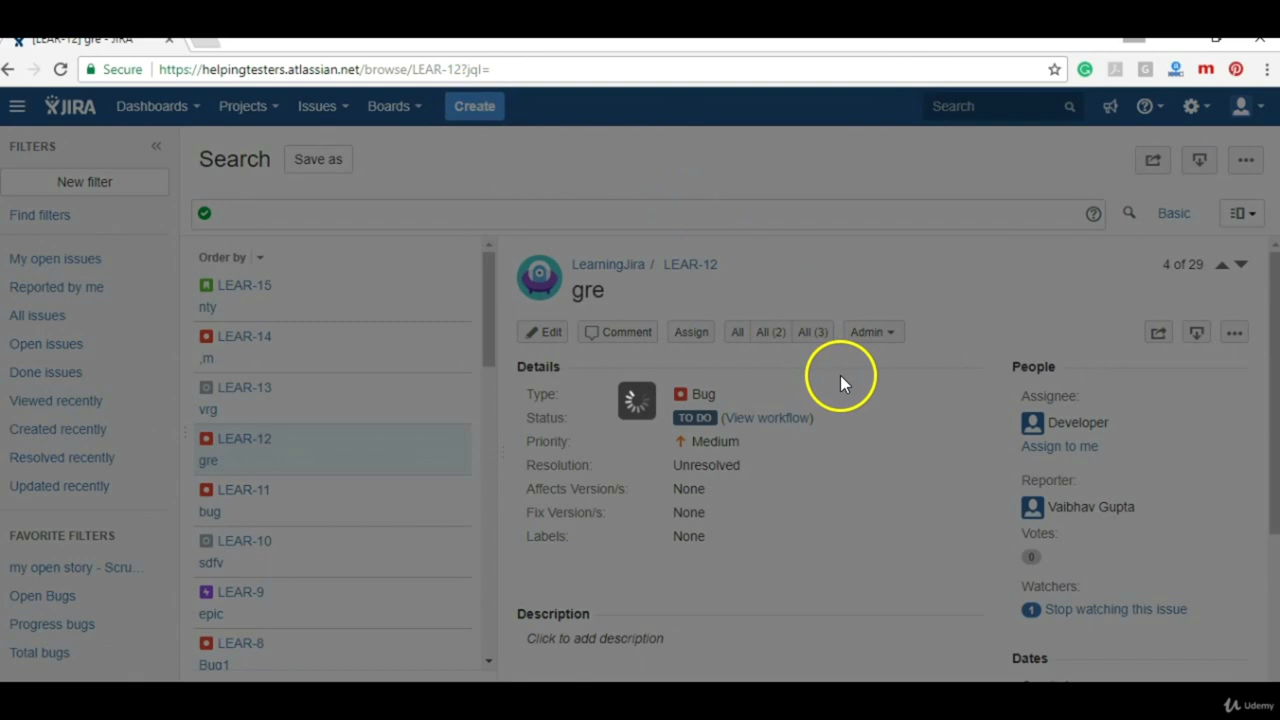 [LEAR-12] gre - JIRA
Secure https://helpingtesters.atlassian.net/browse/LEAR-12?jql=
JIRA Dashboards Projects Issues Boards Create Search
FILTERS
New filter
Find filters
My open issues
Reported by me
All issues
Open issues
Done issues
Viewed recently
Created recently
Resolved recently
Updated recently
FAVORITE FILTERS
my open story - Scru...
Open Bugs
Progress bugs
Total bugs
Search Save as
Basic
Order by
LEAR-15
nty
LEAR-14
,m
LEAR-13
vrg
LEAR-12
gre
LEAR-11
bug
LEAR-10
sdfv
LEAR-9
epic
LEAR-8
Bug1
LearningJira / LEAR-12
4 of 29
gre
Edit Comment Assign All All (2) All (3) Admin
Details
Type: Bug
Status: TO DO (View workflow)
Priority: Medium
Resolution: Unresolved
Affects Version/s: None
Fix Version/s: None
Labels: None
Description
Click to add description
People
Assignee:
Developer
Assign to me
Reporter:
Vaibhav Gupta
Votes:
0
Watchers:
1 Stop watching this issue
Dates
Udemy